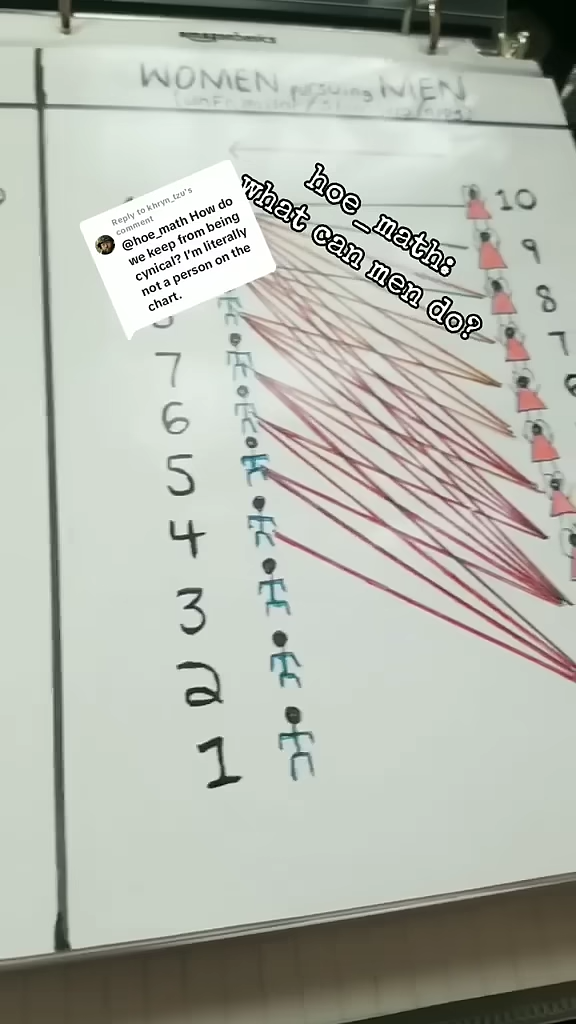 amazonbasics
WOMEN pursuing MEN
hoe_math:
what can men do?
Reply to khryn_tzu's
comment
@hoe_math How do
we keep from being
cynical? I'm literally
not a person on the
chart.
10
9
8
7
7
6
5
4
3
2
1